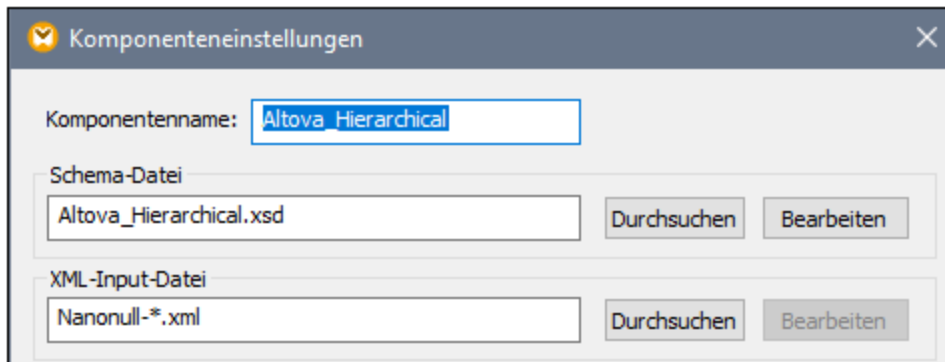 Komponenteneinstellungen
Komponentenname: Altova_Hierarchical
Schema-Datei
Altova_Hierarchical.xsd Durchsuchen Bearbeiten
XML-Input-Datei
Nanonull-*.xml Durchsuchen Bearbeiten